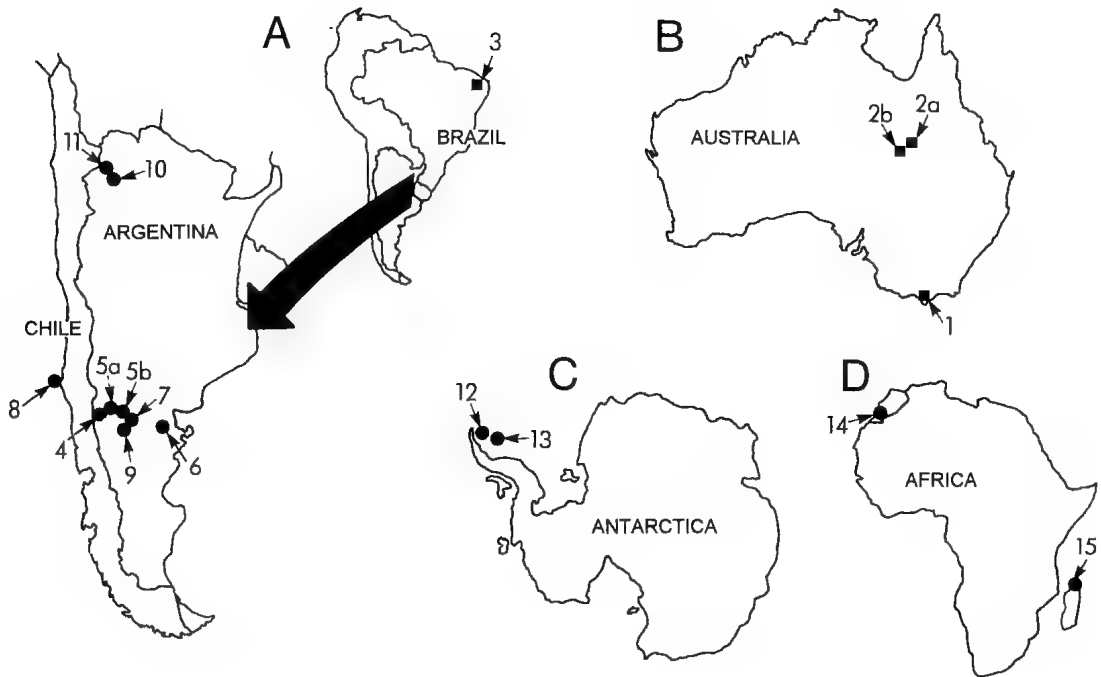 A
3
BRAZIL
11
10
ARGENTINA
CHILE
5a
5b
7
8
4
9
6
B
2b
2a
AUSTRALIA
1
C
12
13
ANTARCTICA
D
14
AFRICA
15